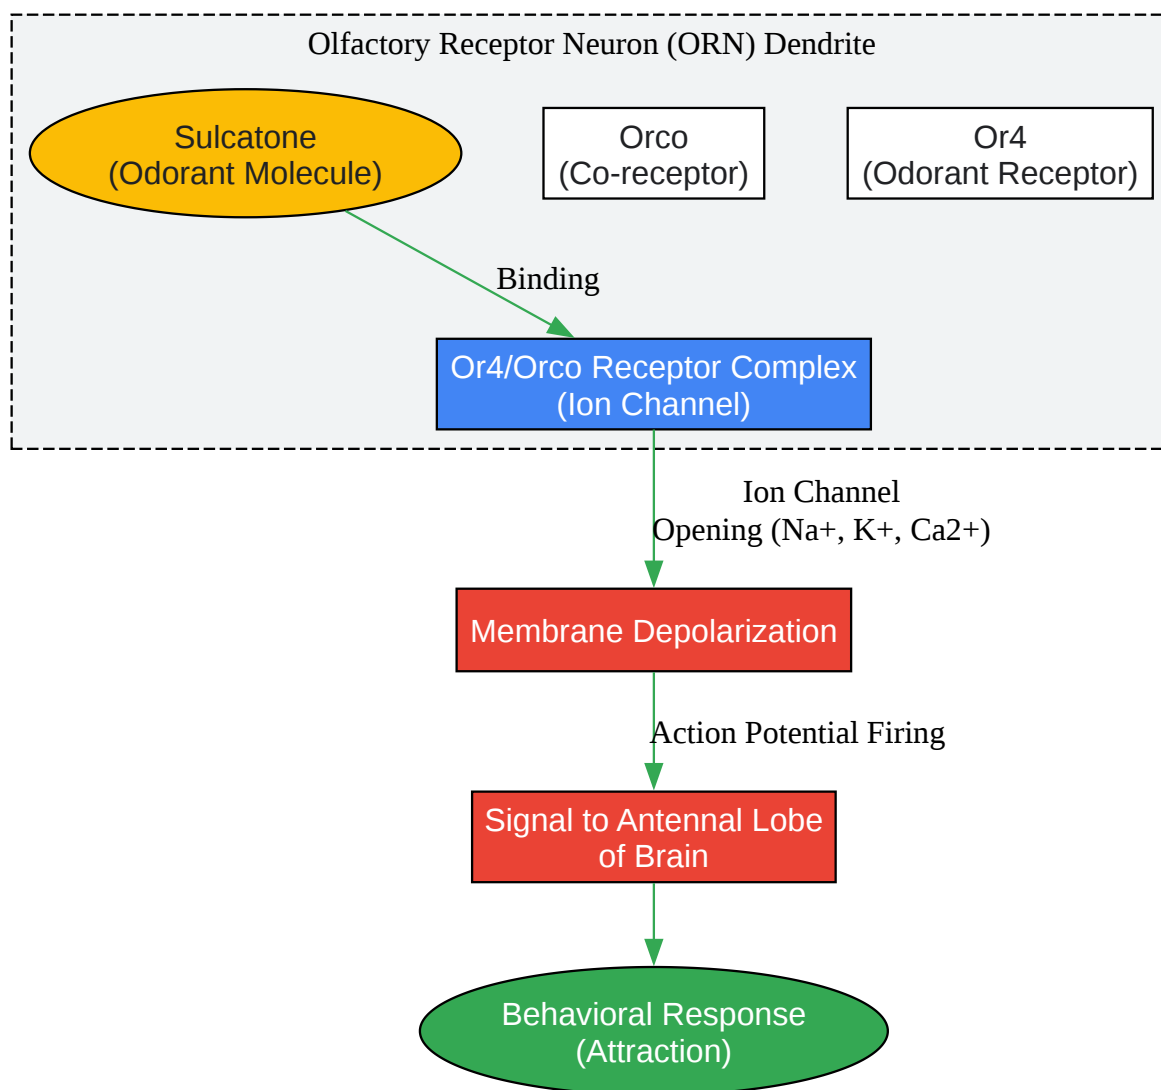 Olfactory Receptor Neuron (ORN) Dendrite
Sulcatone
(Odorant Molecule)
Orco
(Co-receptor)
Or4
(Odorant Receptor)
Binding
Or4/Orco Receptor Complex
(Ion Channel)
Ion Channel
Opening (Na+, K+, Ca2+)
Membrane Depolarization
Action Potential Firing
Signal to Antennal Lobe
of Brain
Behavioral Response
(Attraction)